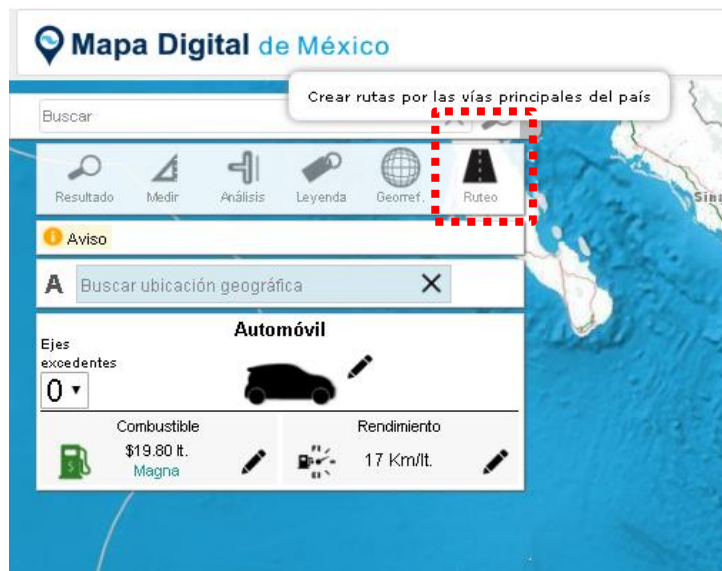 Mapa Digital de México
Crear rutas por las vías principales del país
Buscar
Resultado Medir Análisis Leyenda Georref. Ruteo
Aviso
A Buscar ubicación geográfica
Automóvil
Ejes
excedentes
0
Combustible
$19.80 lt.
Magna
Rendimiento
17 Km/lt.